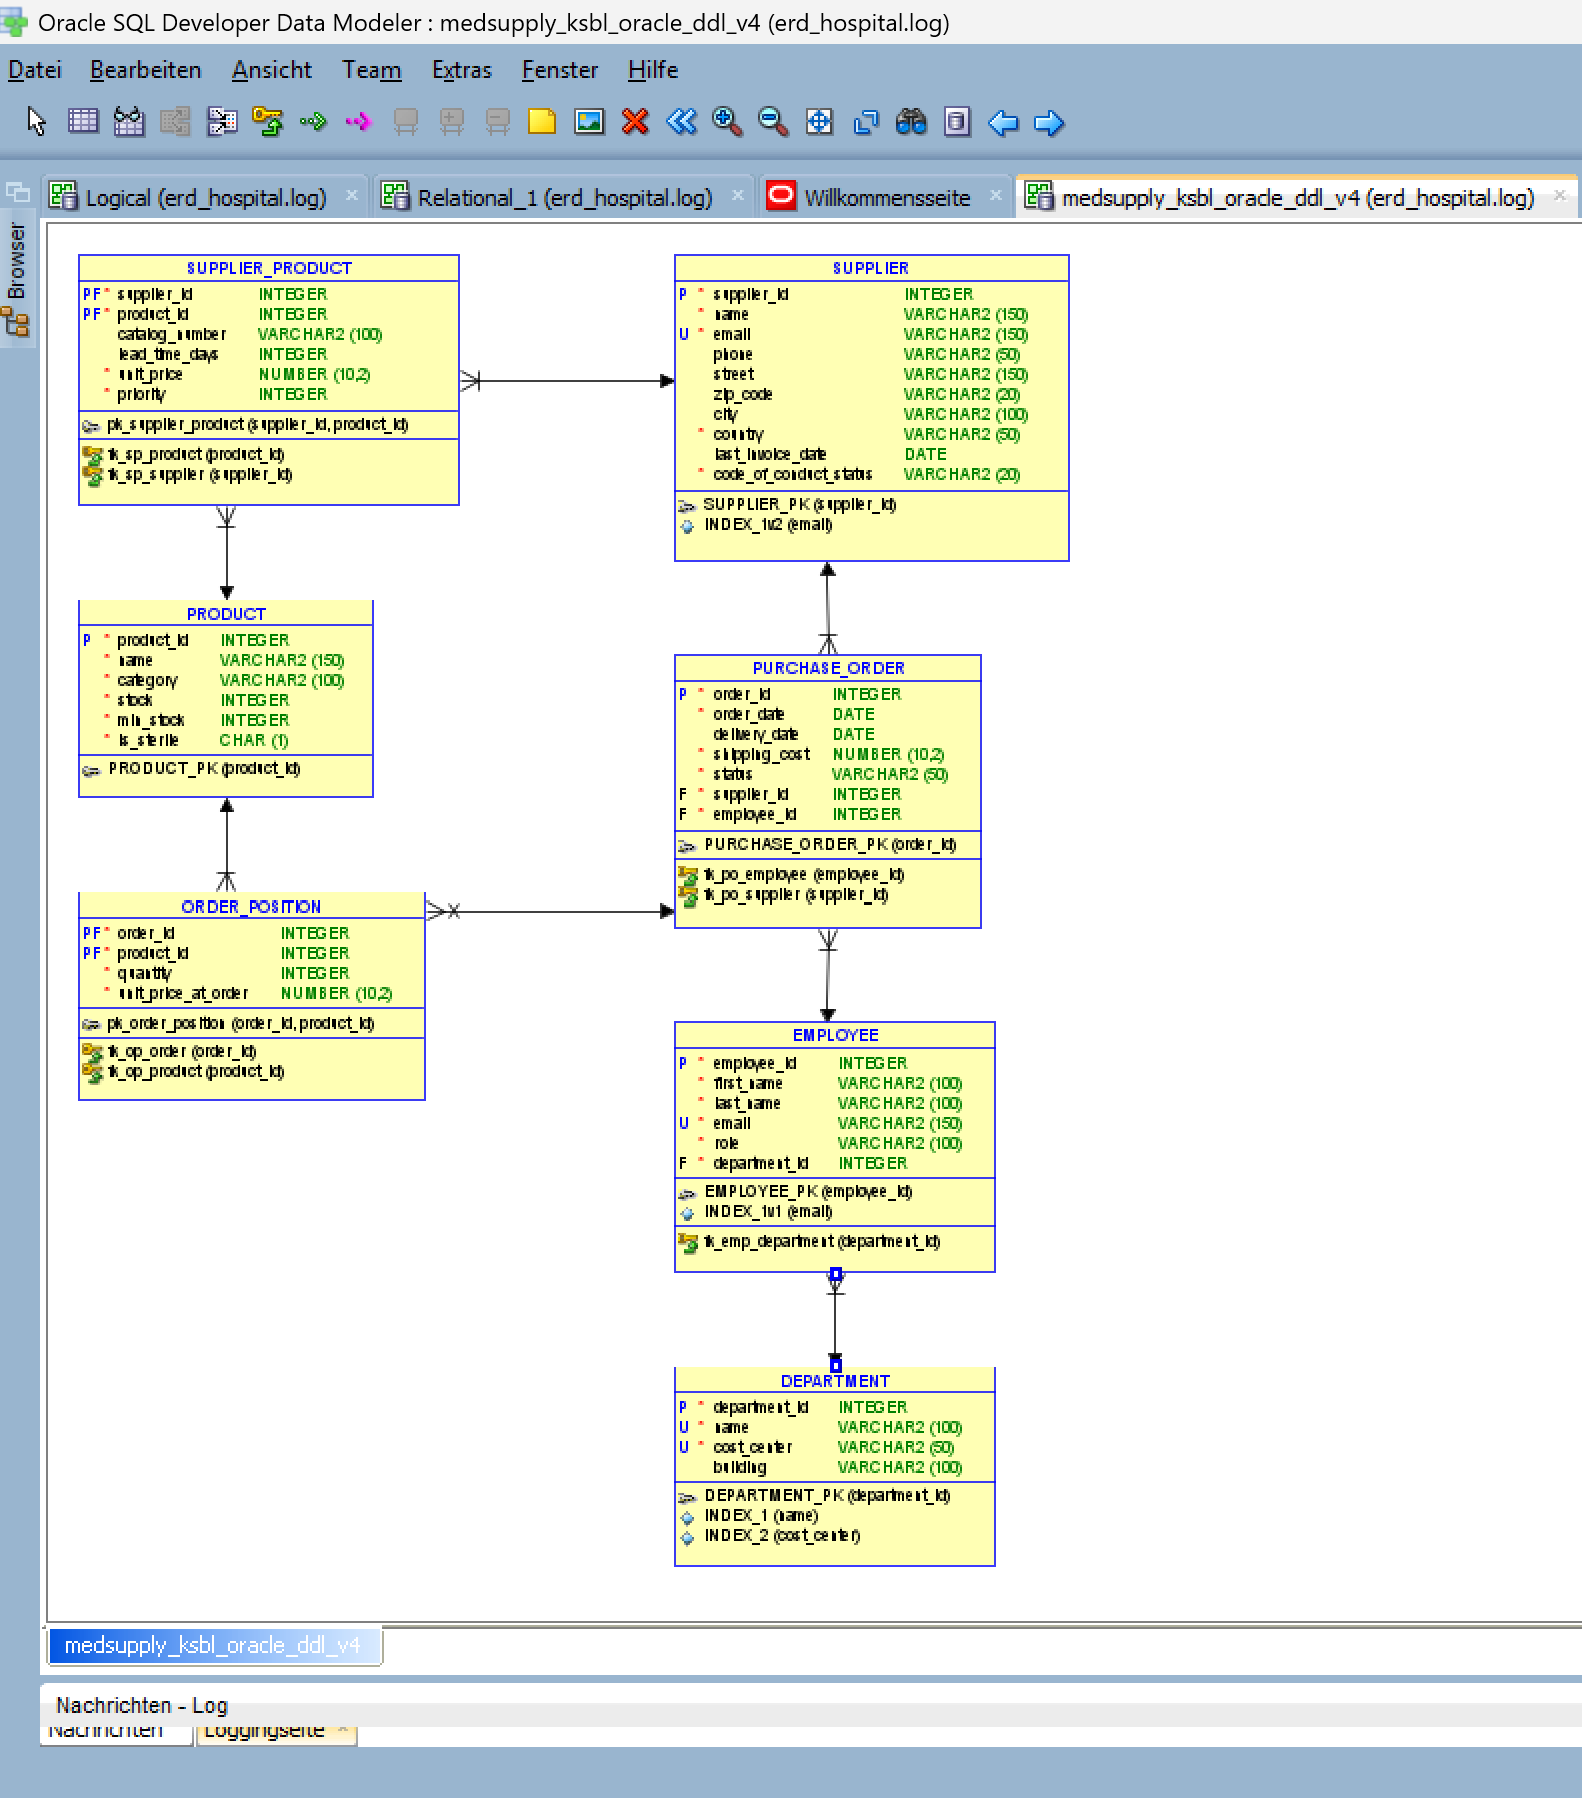 Oracle SQL Developer Data Modeler : medsupply_ksbl_oracle_ddl_v4 (erd_hospital.log)
Datei Bearbeiten Ansicht Team Extras Fenster Hilfe
Logical (erd_hospital.log) Relational_1 (erd_hospital.log) Willkommensseite medsupply_ksbl_oracle_ddl_v4 (erd_hospital.log)
Browser
SUPPLIER_PRODUCT
PF * supplier_id INTEGER
PF * product_id INTEGER
catalog_number VARCHAR2 (100)
lead_time_days INTEGER
* unit_price NUMBER (10,2)
* priority INTEGER
pk_supplier_product (supplier_id, product_id)
fk_sp_product (product_id)
fk_sp_supplier (supplier_id)
SUPPLIER
P * supplier_id INTEGER
* name VARCHAR2 (150)
U * email VARCHAR2 (150)
phone VARCHAR2 (50)
street VARCHAR2 (150)
zip_code VARCHAR2 (20)
city VARCHAR2 (100)
* country VARCHAR2 (50)
last_invoice_date DATE
* code_of_conduct_status VARCHAR2 (20)
SUPPLIER_PK (supplier_id)
INDEX_1v2 (email)
PRODUCT
P * product_id INTEGER
* name VARCHAR2 (150)
* category VARCHAR2 (100)
* stock INTEGER
* min_stock INTEGER
* is_sterile CHAR (1)
PRODUCT_PK (product_id)
PURCHASE_ORDER
P * order_id INTEGER
* order_date DATE
delivery_date DATE
* shipping_cost NUMBER (10,2)
* status VARCHAR2 (50)
F * supplier_id INTEGER
F * employee_id INTEGER
PURCHASE_ORDER_PK (order_id)
fk_po_employee (employee_id)
fk_po_supplier (supplier_id)
ORDER_POSITION
PF * order_id INTEGER
PF * product_id INTEGER
* quantity INTEGER
* unit_price_at_order NUMBER (10,2)
pk_order_position (order_id, product_id)
fk_op_order (order_id)
fk_op_product (product_id)
EMPLOYEE
P * employee_id INTEGER
* first_name VARCHAR2 (100)
* last_name VARCHAR2 (100)
U * email VARCHAR2 (150)
* role VARCHAR2 (100)
F * department_id INTEGER
EMPLOYEE_PK (employee_id)
INDEX_1v1 (email)
fk_emp_department (department_id)
DEPARTMENT
P * department_id INTEGER
U * name VARCHAR2 (100)
U * cost_center VARCHAR2 (50)
building VARCHAR2 (100)
DEPARTMENT_PK (department_id)
INDEX_1 (name)
INDEX_2 (cost_center)
medsupply_ksbl_oracle_ddl_v4
Nachrichten - Log
Nachrichten Loggingseite